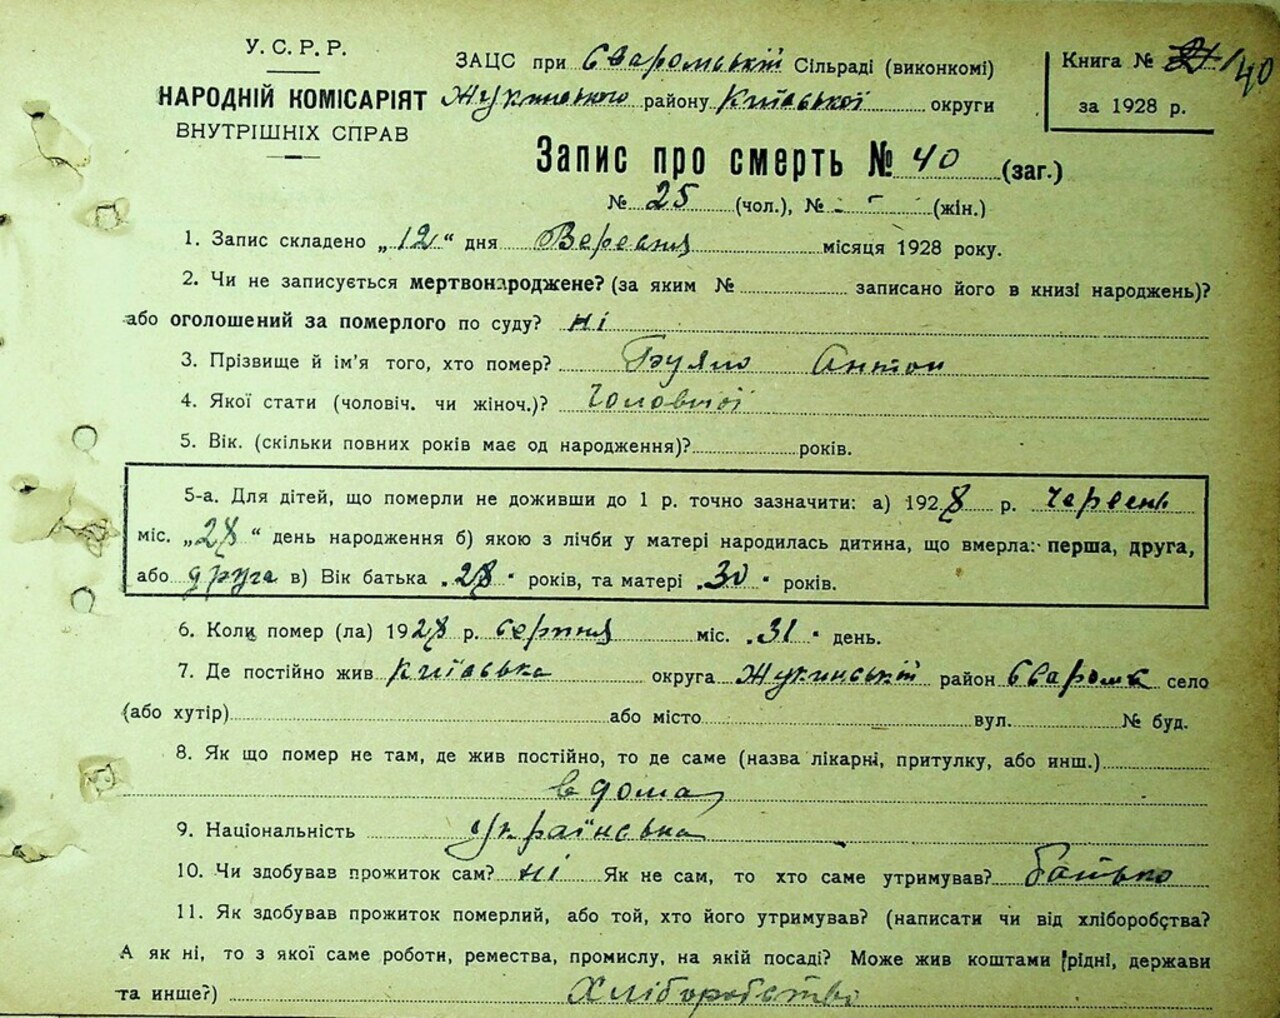 У.С.Р.Р.
НАРОДНІЙ КОМІСАРІЯТ
ВНУТРІШНІХ СПРАВ
ЗАЦС при Сваромській Сільраді (виконкомі)
Жукинського району Київської округи
Книга № 40
за 1928 р.
Запис про смерть № 40 (заг.)
№ 25 (чол.), № - (жін.)
1. Запис складено „12“ дня Вересня місяця 1928 року.
2. Чи не записується мертвонароджене? (за яким № записано його в книзі народжень)?
або оголошений за померлого по суду? ні
3. Прізвище й ім'я того, хто помер? Буяло Антон
4. Якої стати (чоловіч. чи жіноч.)? Чоловічої
5. Вік. (скільки повних років має од народження)? років.
5-а. Для дітей, що померли не доживши до 1 р. точно зазначити: а) 1928 р. червень
міс. „28“ день народження б) якою з лічби у матері народилась дитина, що вмерла: перша, друга,
або друга в) Вік батька „28“ років, та матері „30“ років.
6. Коли помер (ла) 1928 р. серпня міс. „31“ день.
7. Де постійно жив Київська округа Жукинській район Сваромє село
(або хутір) або місто вул. № буд.
8. Як що помер не там, де жив постійно, то де саме (назва лікарні, притулку, або инш.)
в дома
9. Національність Українська
10. Чи здобував прожиток сам? ні Як не сам, то хто саме утримував? батько
11. Як здобував прожиток померлий, або той, хто його утримував? (написати чи від хліборобства?
А як ні, то з якої саме роботи, ремества, промислу, на якій посаді? Може жив коштами рідні, держави
та инше?) Хліборобство